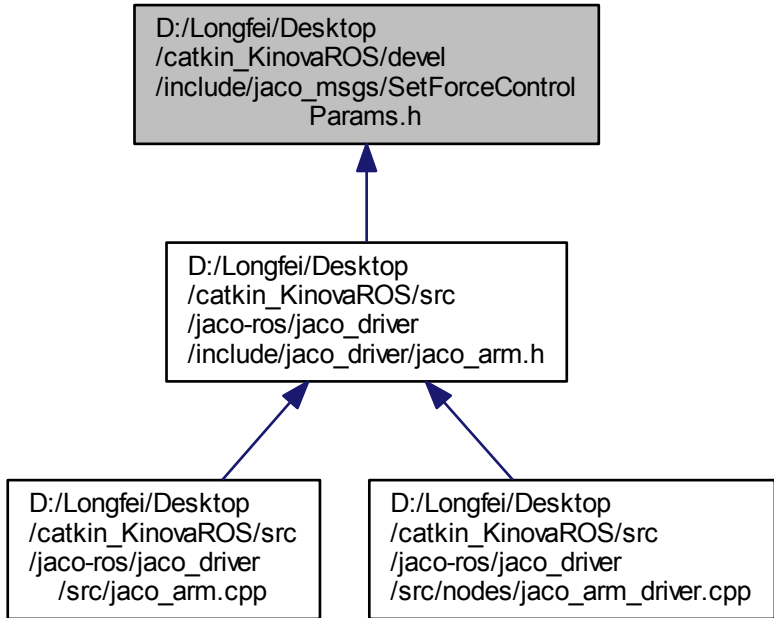 D:/Longfei/Desktop
/catkin_KinovaROS/devel
/include/jaco_msgs/SetForceControl
Params.h
D:/Longfei/Desktop
/catkin_KinovaROS/src
/jaco-ros/jaco_driver
/include/jaco_driver/jaco_arm.h
D:/Longfei/Desktop
/catkin_KinovaROS/src
/jaco-ros/jaco_driver
/src/jaco_arm.cpp
D:/Longfei/Desktop
/catkin_KinovaROS/src
/jaco-ros/jaco_driver
/src/nodes/jaco_arm_driver.cpp